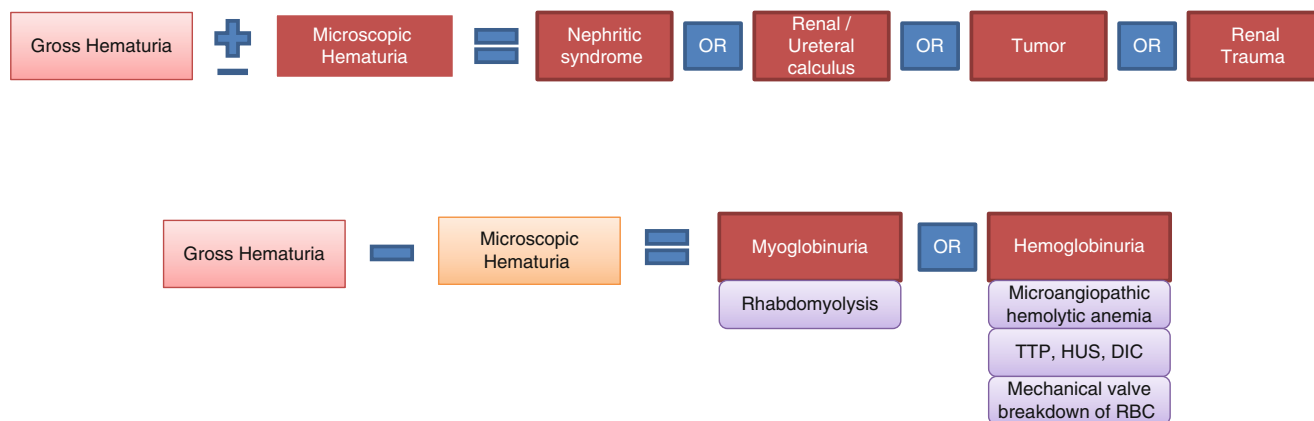 Gross Hematuria
Microscopic
Hematuria
Nephritic
syndrome
OR
Renal /
Ureteral
calculus
OR
Tumor
OR
Renal
Trauma
Gross Hematuria
Microscopic
Hematuria
Myoglobinuria
OR
Hemoglobinuria
Rhabdomyolysis
Microangiopathic
hemolytic anemia
TTP, HUS, DIC
Mechanical valve
breakdown of RBC